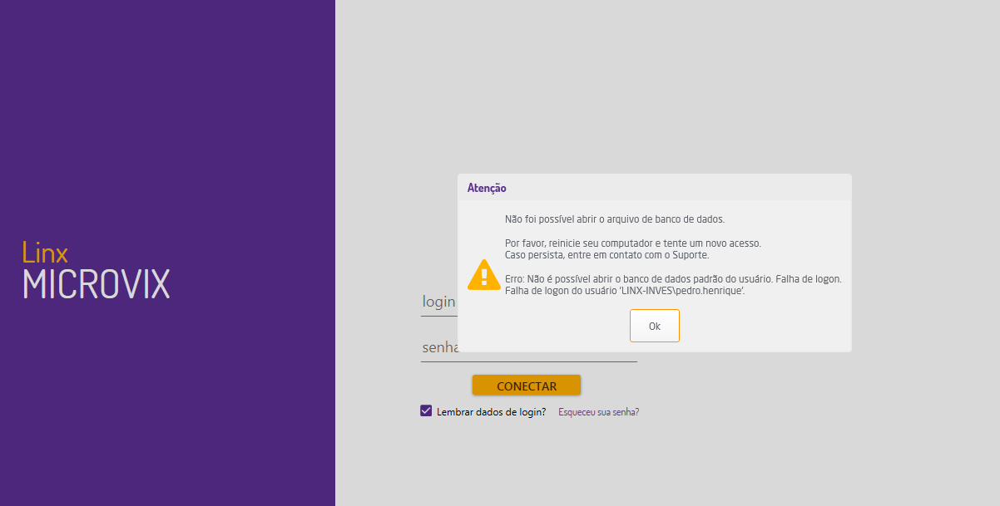 Linx
MICROVIX
Atenção
Não foi possível abrir o arquivo de banco de dados.
Por favor, reinicie seu computador e tente um novo acesso.
Caso persista, entre em contato com o Suporte.
Erro: Não é possível abrir o banco de dados padrão do usuário. Falha de logon.
Falha de logon do usuário 'LINX-INVES\pedro.henrique'.
Ok
login
senha
CONECTAR
Lembrar dados de login? Esqueceu sua senha?